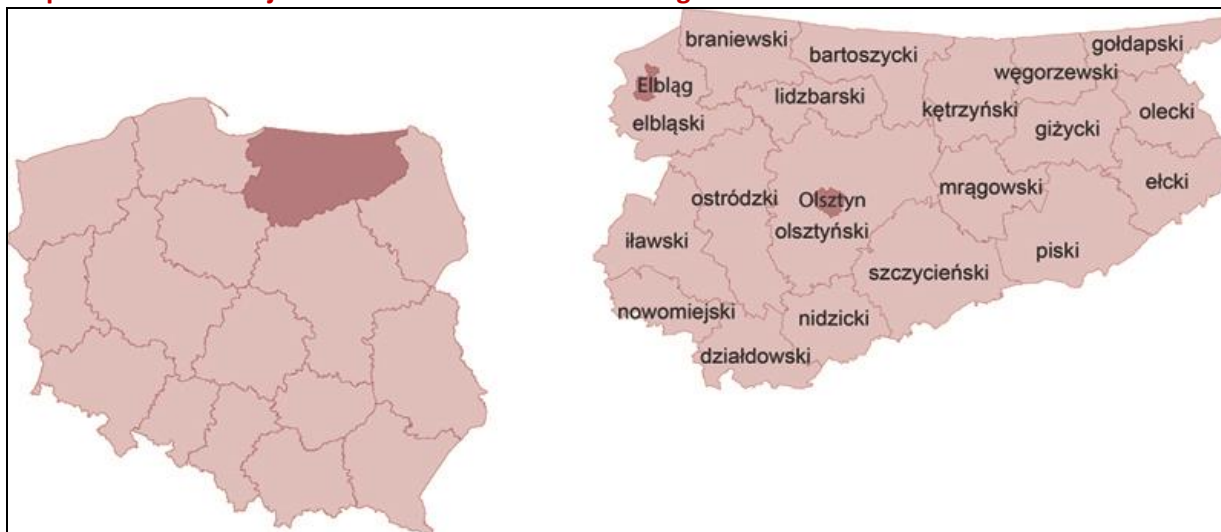 braniewski
bartoszycki
gołdapski
węgorzewski
Elbląg
lidzbarski
kętrzyński
olecki
elbląski
giżycki
ełcki
mrągowski
ostródzki
Olsztyn
olsztyński
iławski
piski
szczycieński
nowomiejski
nidzicki
działdowski